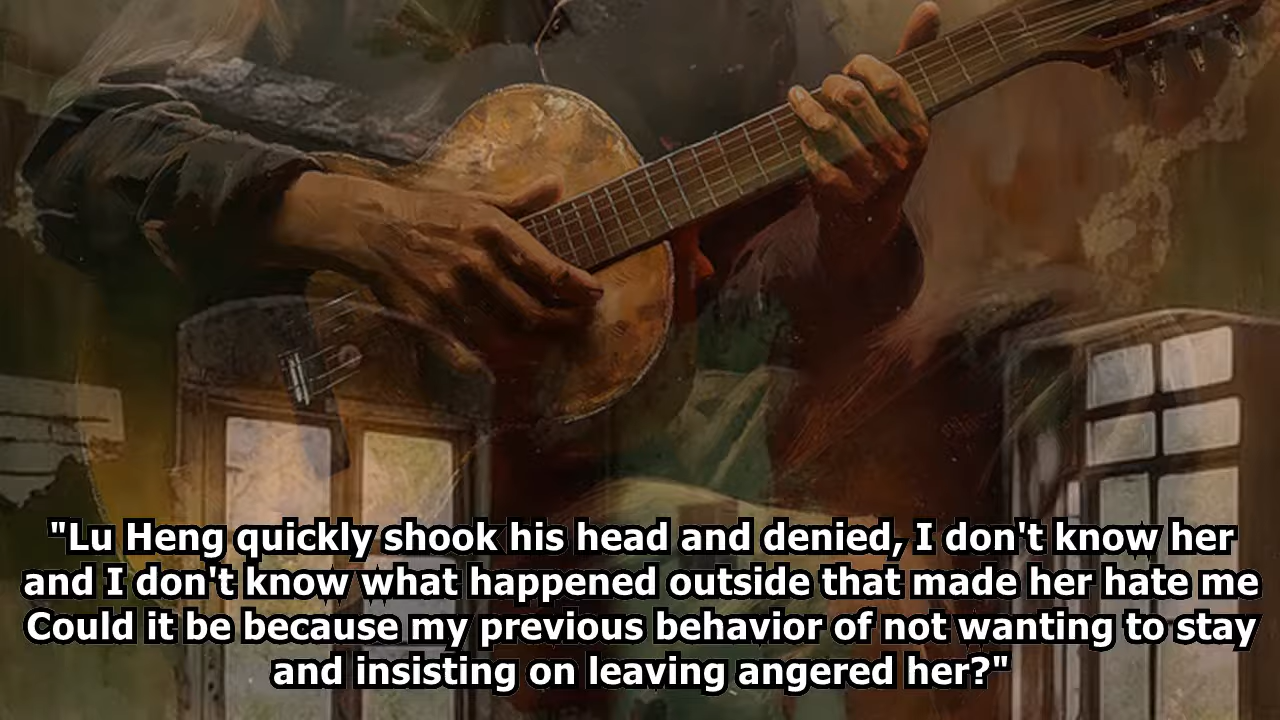 "Lu Heng quickly shook his head and denied, I don't know her
and I don't know what happened outside that made her hate me
Could it be because my previous behavior of not wanting to stay
and insisting on leaving angered her?"